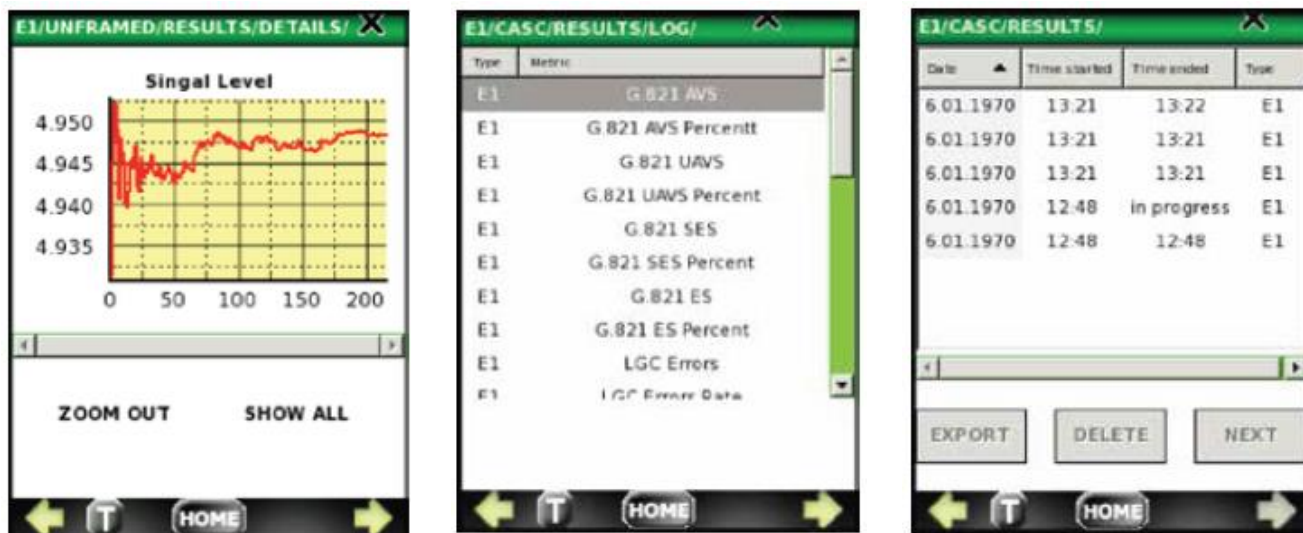 E1/UNFRAMED/RESULTS/DETAILS/ X
Singal Level
4.950
4.945
4.940
4.935
0 50 100 150 200
ZOOM OUT SHOW ALL
T HOME
E1/CASC/RESULTS/LOG/ X
Type Metric
E1 G.821 AVS
E1 G.821 AVS Percentt
E1 G.821 UAVS
E1 G.821 UAVS Percent
E1 G.821 SES
E1 G.821 SES Percent
E1 G.821 ES
E1 G.821 ES Percent
E1 LGC Errors
E1 LGC Errors Rate
T HOME
E1/CASC/RESULTS/ X
Date Time started Time ended Type
6.01.1970 13:21 13:22 E1
6.01.1970 13:21 13:21 E1
6.01.1970 13:21 13:21 E1
6.01.1970 12:48 in progress E1
6.01.1970 12:48 12:48 E1
EXPORT DELETE NEXT
T HOME